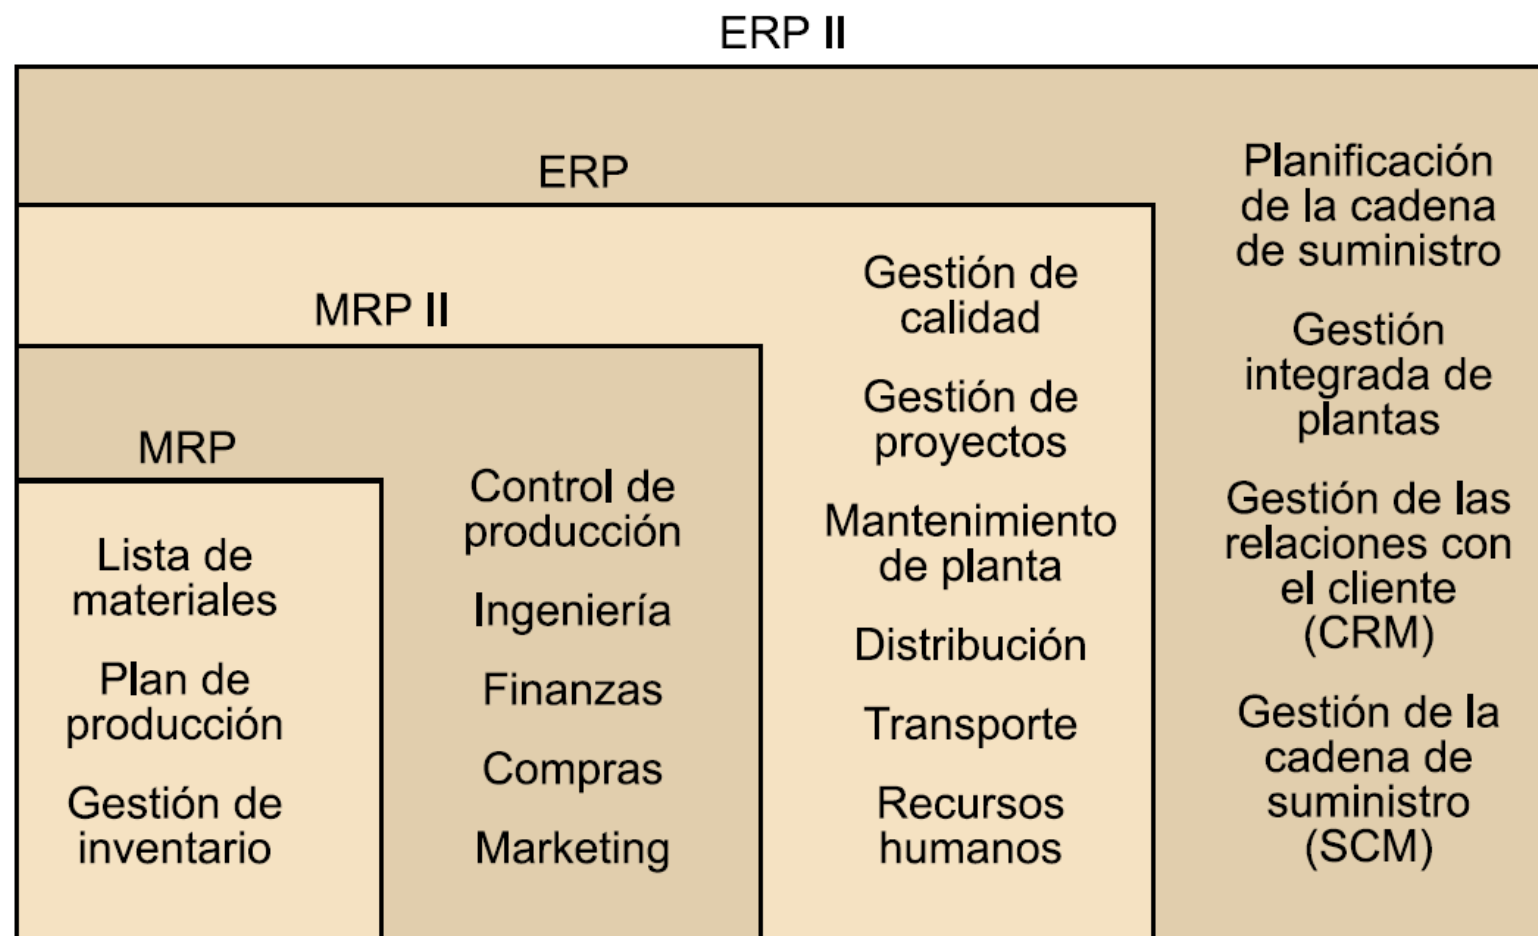 ERP II
ERP
MRP II
MRP
Lista de
materiales
Plan de
producción
Gestión de
inventario
Control de
producción
Ingeniería
Finanzas
Compras
Marketing
Gestión de
calidad
Gestión de
proyectos
Mantenimiento
de planta
Distribución
Transporte
Recursos
humanos
Planificación
de la cadena
de suministro
Gestión
integrada de
plantas
Gestión de las
relaciones con
el cliente
(CRM)
Gestión de la
cadena de
suministro
(SCM)